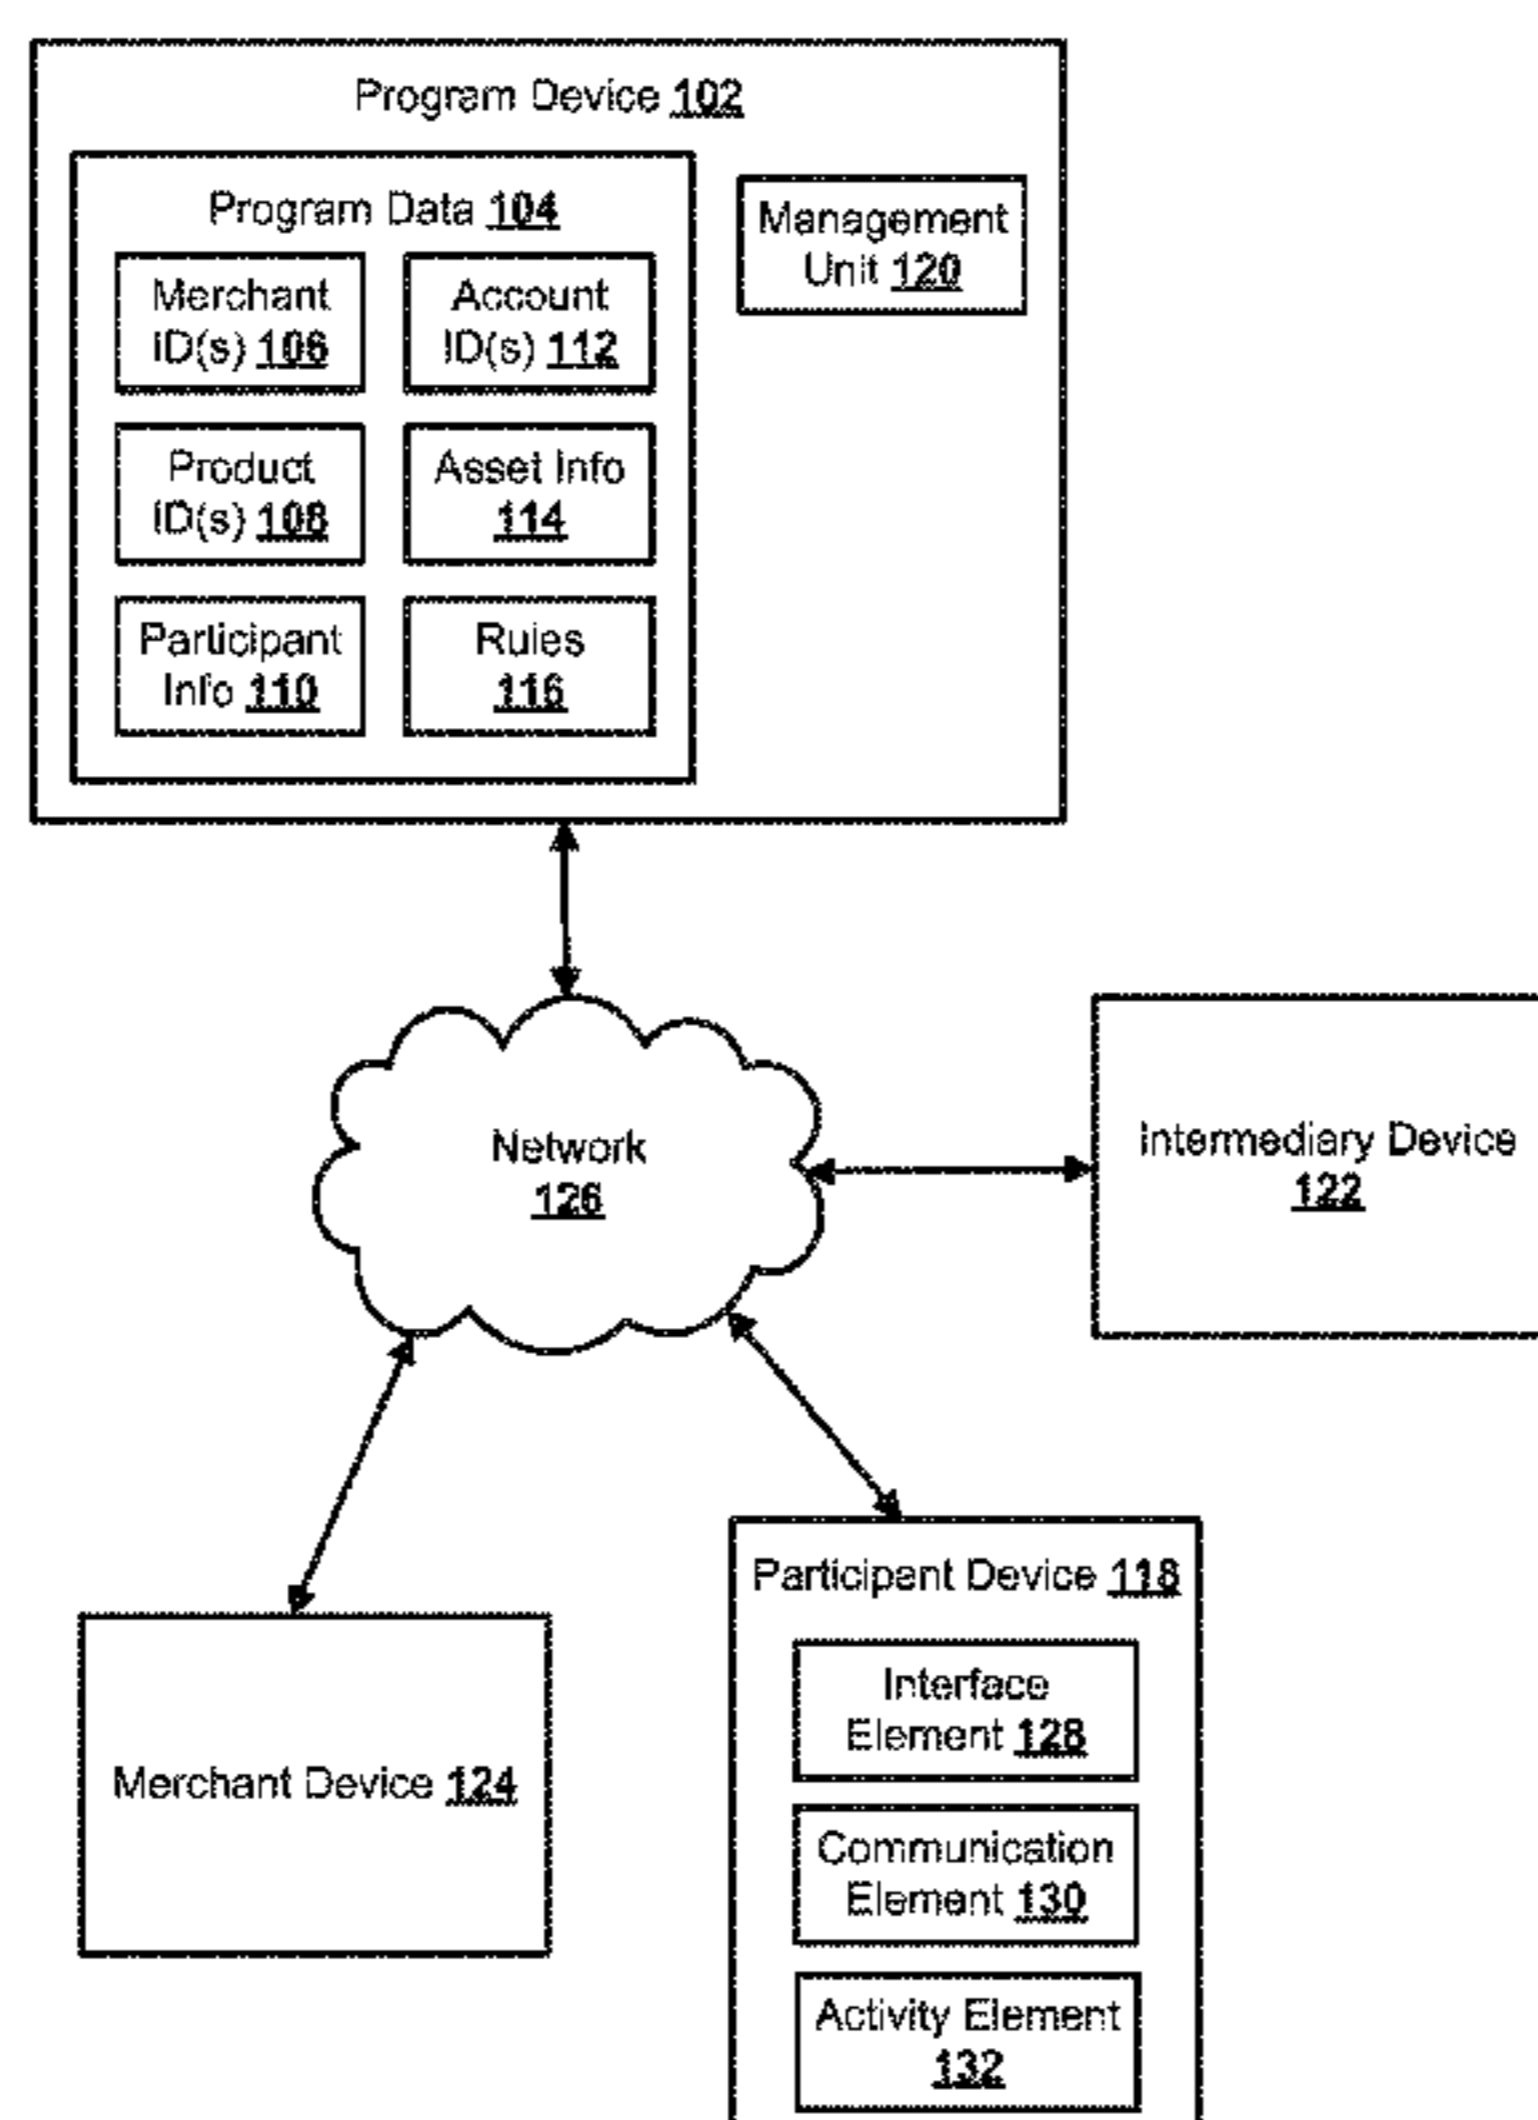 Program Device 102
Program Data 104
Merchant
ID(s) 106
Account
ID(s) 112
Management
Unit 120
Product
ID(s) 108
Asset Info
114
Participant
Info 110
Rules
116
Network
126
Intermediary Device
122
Merchant Device 124
Participant Device 118
Interface
Element 128
Communication
Element 130
Activity Element
132